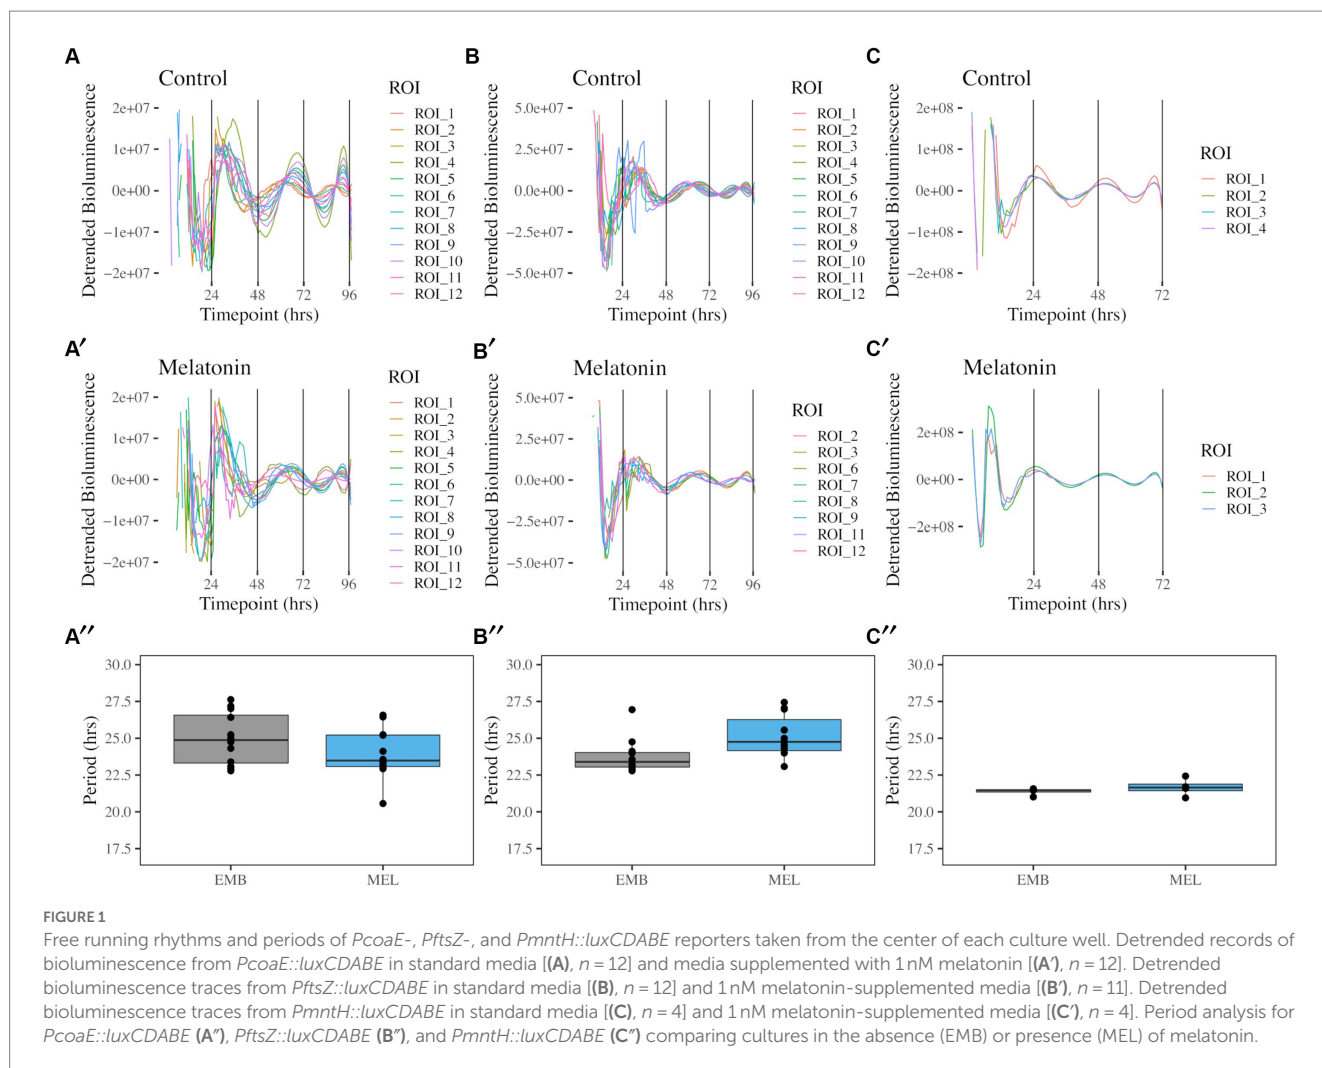 A
Control
Detrended Bioluminescence
2e+07
1e+07
0e+00
−1e+07
−2e+07
24 48 72 96
Timepoint (hrs)
ROI
ROI_1
ROI_2
ROI_3
ROI_4
ROI_5
ROI_6
ROI_7
ROI_8
ROI_9
ROI_10
ROI_11
ROI_12
B
Control
Detrended Bioluminescence
5.0e+07
2.5e+07
0.0e+00
−2.5e+07
−5.0e+07
24 48 72 96
Timepoint (hrs)
ROI
ROI_1
ROI_2
ROI_3
ROI_4
ROI_5
ROI_6
ROI_7
ROI_8
ROI_9
ROI_10
ROI_11
ROI_12
C
Control
Detrended Bioluminescence
2e+08
1e+08
0e+00
−1e+08
−2e+08
24 48 72
Timepoint (hrs)
ROI
ROI_1
ROI_2
ROI_3
ROI_4
A′
Melatonin
Detrended Bioluminescence
2e+07
1e+07
0e+00
−1e+07
−2e+07
24 48 72 96
Timepoint (hrs)
ROI
ROI_1
ROI_2
ROI_3
ROI_4
ROI_5
ROI_6
ROI_7
ROI_8
ROI_9
ROI_10
ROI_11
ROI_12
B′
Melatonin
Detrended Bioluminescence
5.0e+07
2.5e+07
0.0e+00
−2.5e+07
−5.0e+07
24 48 72 96
Timepoint (hrs)
ROI
ROI_2
ROI_3
ROI_6
ROI_7
ROI_8
ROI_9
ROI_11
ROI_12
C′
Melatonin
Detrended Bioluminescence
2e+08
0e+00
−2e+08
24 48 72
Timepoint (hrs)
ROI
ROI_1
ROI_2
ROI_3
A″
Period (hrs)
30.0
27.5
25.0
22.5
20.0
17.5
EMB MEL
B″
Period (hrs)
30.0
27.5
25.0
22.5
20.0
17.5
EMB MEL
C″
Period (hrs)
30.0
27.5
25.0
22.5
20.0
17.5
EMB MEL
FIGURE 1
Free running rhythms and periods of PcoaE-, PftsZ-, and PmntH::luxCDABE reporters taken from the center of each culture well. Detrended records of
bioluminescence from PcoaE::luxCDABE in standard media [(A), n = 12] and media supplemented with 1 nM melatonin [(A′), n = 12]. Detrended
bioluminescence traces from PftsZ::luxCDABE in standard media [(B), n = 12] and 1 nM melatonin-supplemented media [(B′), n = 11]. Detrended
bioluminescence traces from PmntH::luxCDABE in standard media [(C), n = 4] and 1 nM melatonin-supplemented media [(C′), n = 4]. Period analysis for
PcoaE::luxCDABE (A″), PftsZ::luxCDABE (B″), and PmntH::luxCDABE (C″) comparing cultures in the absence (EMB) or presence (MEL) of melatonin.